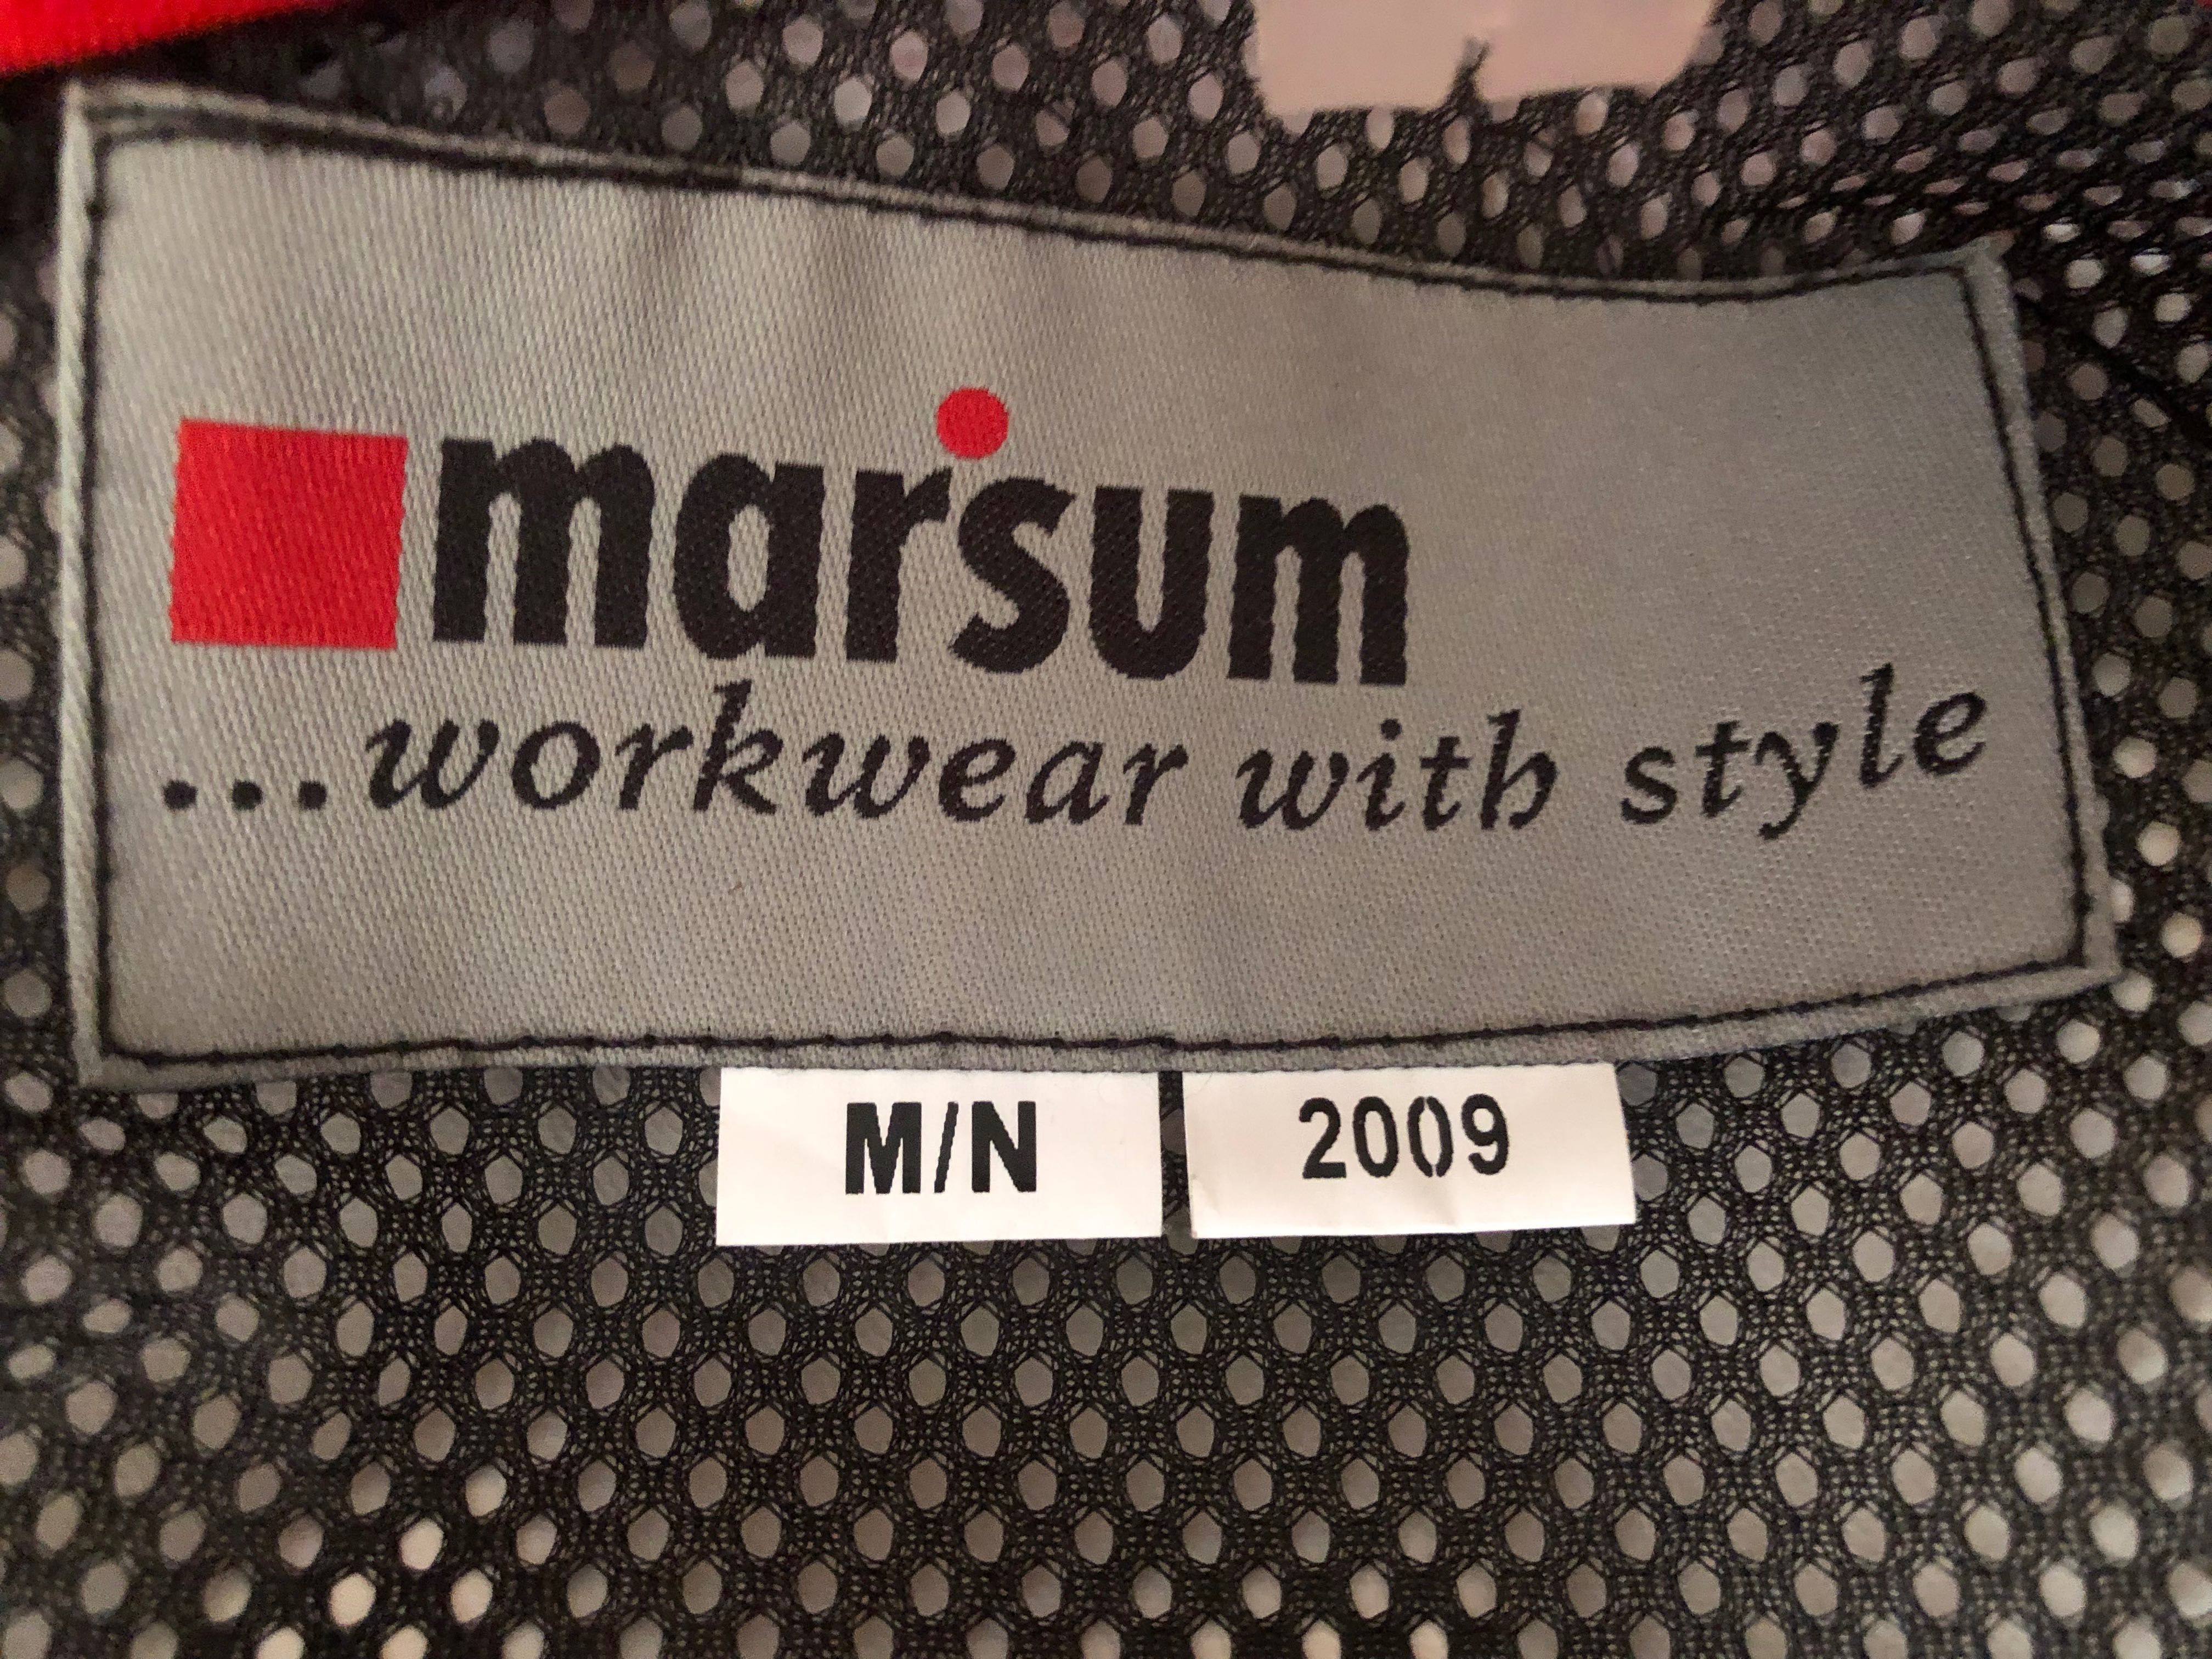 marsum
...workwear with style
M/N 2009